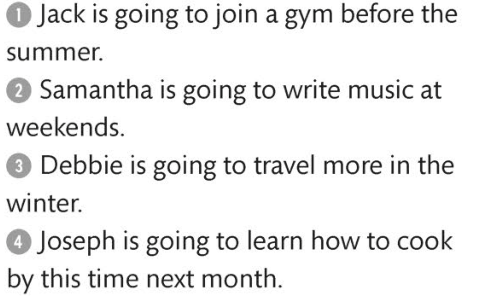 1 Jack is going to join a gym before the
summer.
2 Samantha is going to write music at
weekends.
3 Debbie is going to travel more in the
winter.
4 Joseph is going to learn how to cook
by this time next month.